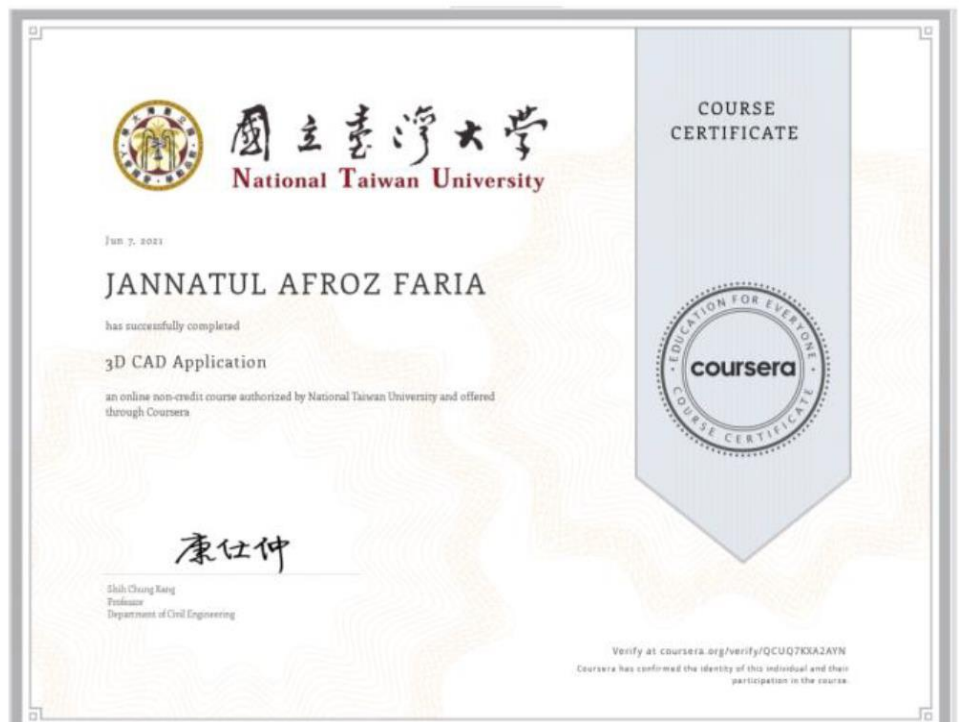 國立臺灣大學
National Taiwan University
COURSE
CERTIFICATE
Jun 7, 2021
JANNATUL AFROZ FARIA
has successfully completed
3D CAD Application
an online non-credit course authorized by National Taiwan University and offered
through Coursera
EDUCATION FOR EVERYONE
coursera
COURSE CERTIFICATE
康仕仲
Shih Chung Kang
Professor
Department of Civil Engineering
Verify at coursera.org/verify/QCUQ7KXA2AYN
Coursera has confirmed the identity of this individual and their
participation in the course.